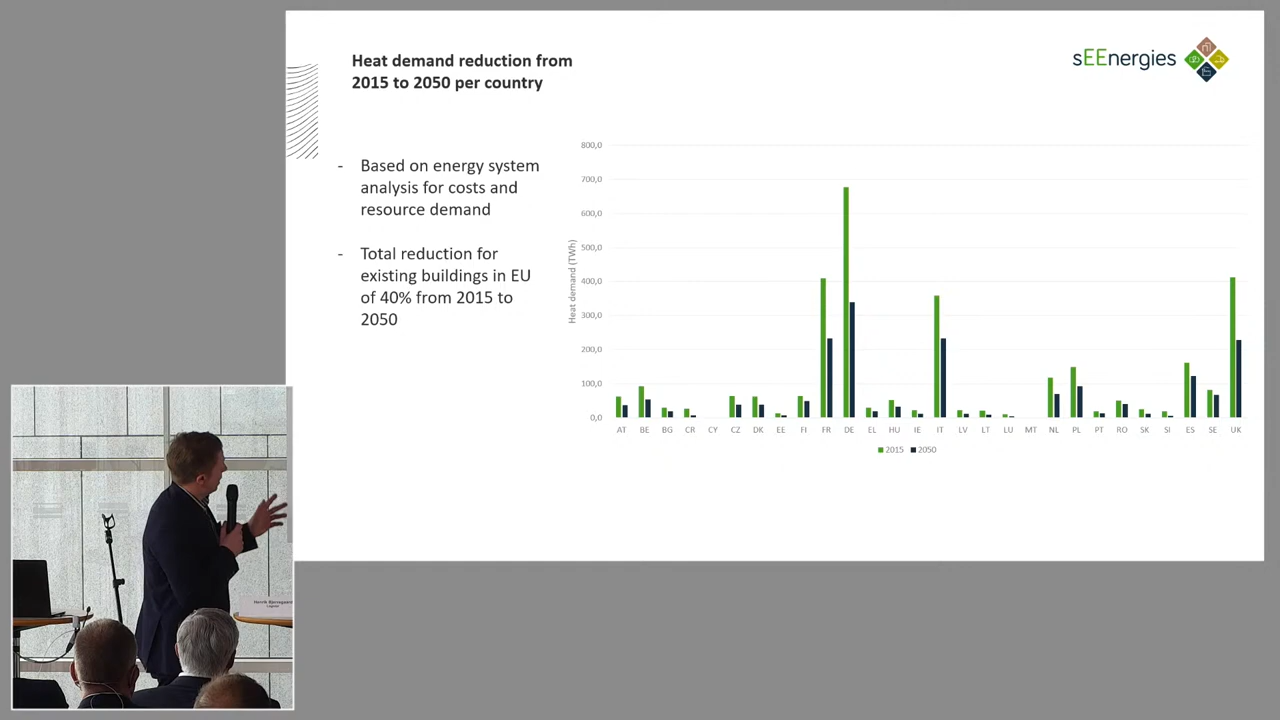 Heat demand reduction from
2015 to 2050 per country
sEEnergies
- Based on energy system
analysis for costs and
resource demand
- Total reduction for
existing buildings in EU
of 40% from 2015 to
2050
Heat demand (TWh)
800,0
700,0
600,0
500,0
400,0
300,0
200,0
100,0
0,0
AT BE BG CR CY CZ DK EE FI FR DE EL HU IE IT LV LT LU MT NL PL PT RO SK SI ES SE UK
2015 2050